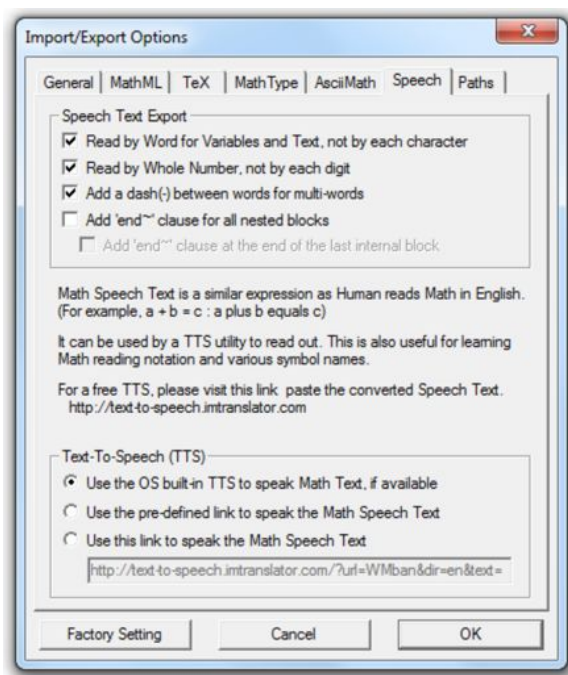 Import/Export Options
General MathML TeX MathType AsciiMath Speech Paths
Speech Text Export
Read by Word for Variables and Text, not by each character
Read by Whole Number, not by each digit
Add a dash(-) between words for multi-words
Add 'end~' clause for all nested blocks
Add 'end~' clause at the end of the last internal block
Math Speech Text is a similar expression as Human reads Math in English.
(For example, a + b = c : a plus b equals c)
It can be used by a TTS utility to read out. This is also useful for learning
Math reading notation and various symbol names.
For a free TTS, please visit this link paste the converted Speech Text.
http://text-to-speech.imtranslator.com
Text-To-Speech (TTS)
Use the OS built-in TTS to speak Math Text, if available
Use the pre-defined link to speak the Math Speech Text
Use this link to speak the Math Speech Text
http://text-to-speech.imtranslator.com/?url=WMban&dir=en&text=
Factory Setting Cancel OK